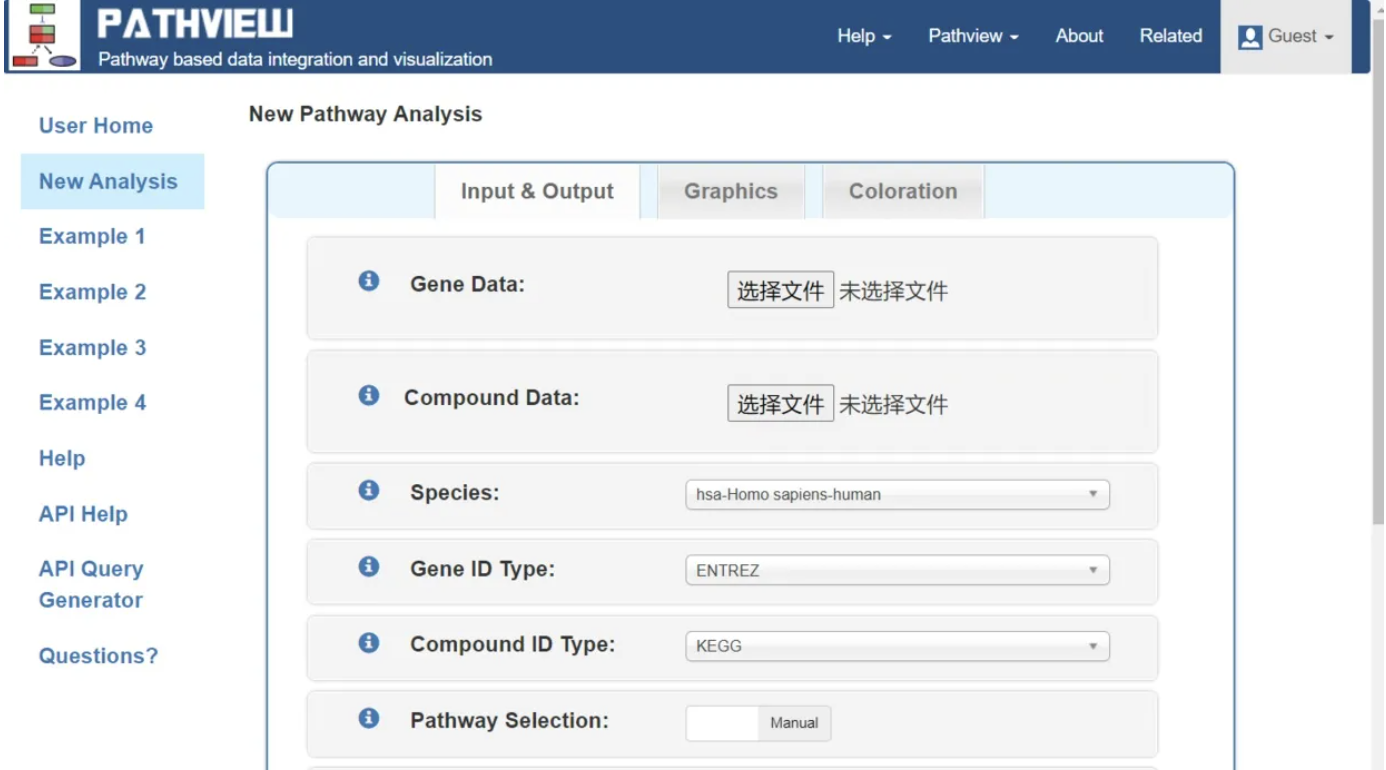 PATHVIEW
Pathway based data integration and visualization
Help
Pathview
About
Related
Guest
User Home
New Analysis
Example 1
Example 2
Example 3
Example 4
Help
API Help
API Query
Generator
Questions?
New Pathway Analysis
Input & Output
Graphics
Coloration
Gene Data:
选择文件 未选择文件
Compound Data:
选择文件 未选择文件
Species:
hsa-Homo sapiens-human
Gene ID Type:
ENTREZ
Compound ID Type:
KEGG
Pathway Selection:
Manual